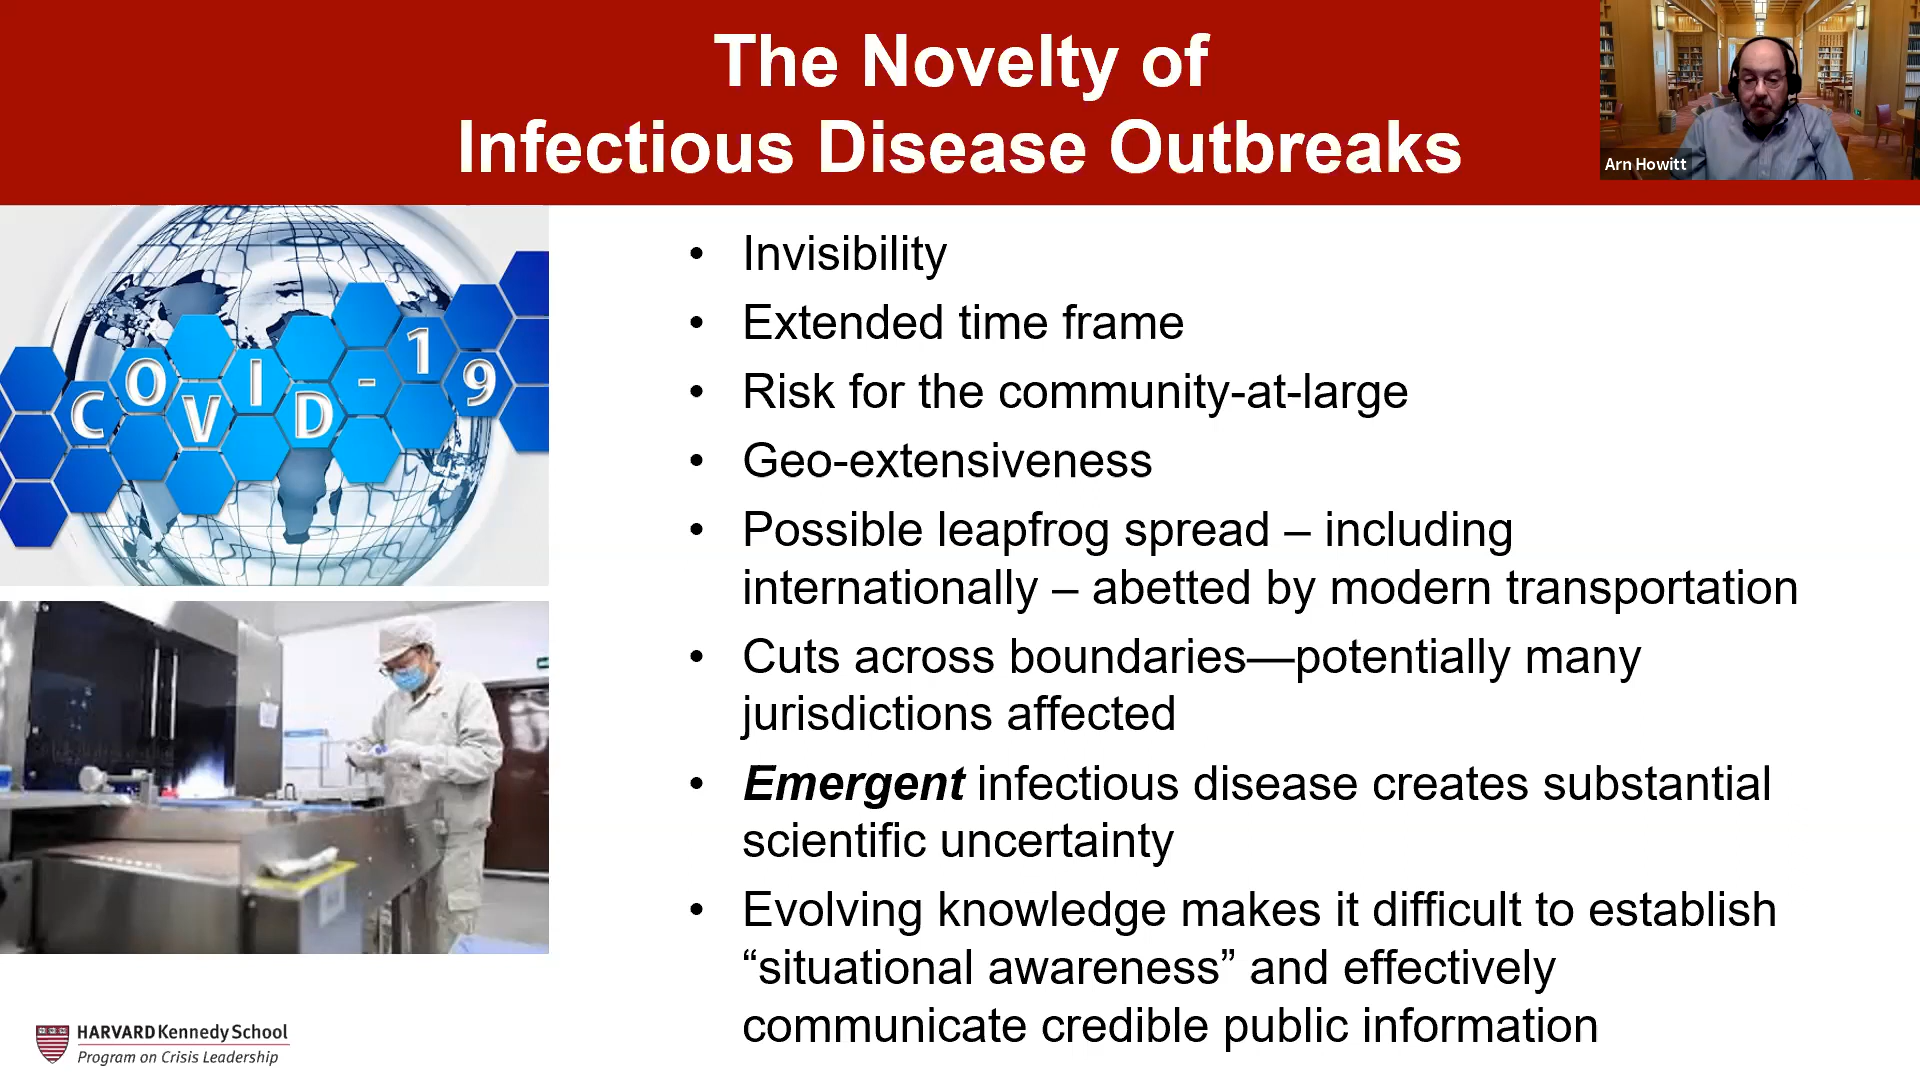 The Novelty of
Infectious Disease Outbreaks
Arn Howitt
COVID-19
• Invisibility
• Extended time frame
• Risk for the community-at-large
• Geo-extensiveness
• Possible leapfrog spread – including
internationally – abetted by modern transportation
• Cuts across boundaries—potentially many
jurisdictions affected
• Emergent infectious disease creates substantial
scientific uncertainty
• Evolving knowledge makes it difficult to establish
“situational awareness” and effectively
communicate credible public information
HARVARD Kennedy School
Program on Crisis Leadership